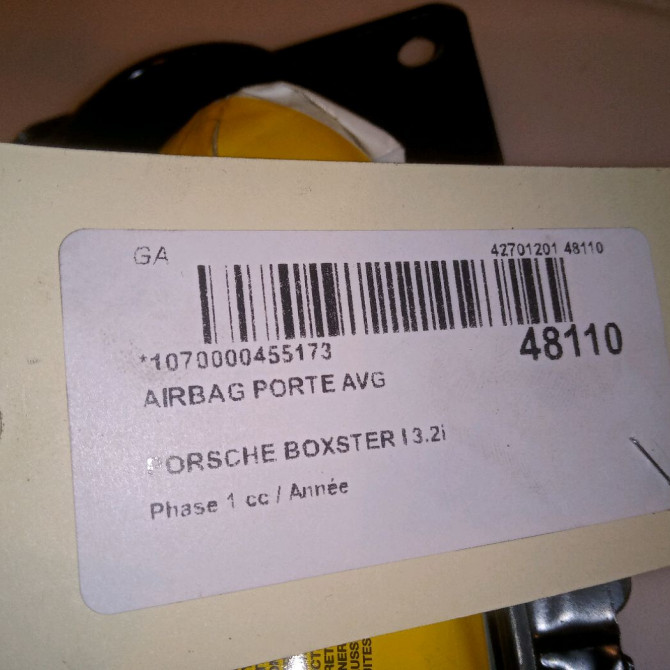 GA
42701201 48110
*1070000455173
48110
AIRBAG PORTE AVG
PORSCHE BOXSTER I 3.2i
Phase 1 cc / Année